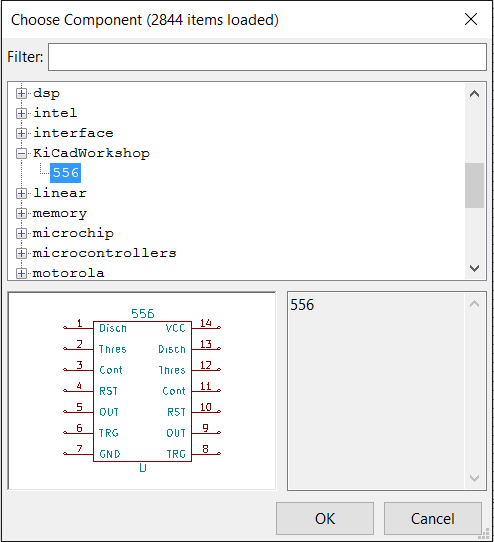 Choose Component (2844 items loaded)
Filter:
dsp
intel
interface
KiCadWorkshop
556
linear
memory
microchip
microcontrollers
motorola
556
1 Disch VCC 14
2 Thres Disch 13
3 Cont Thres 12
4 RST Cont 11
5 OUT RST 10
6 TRG OUT 9
7 GND TRG 8
U
556
OK Cancel